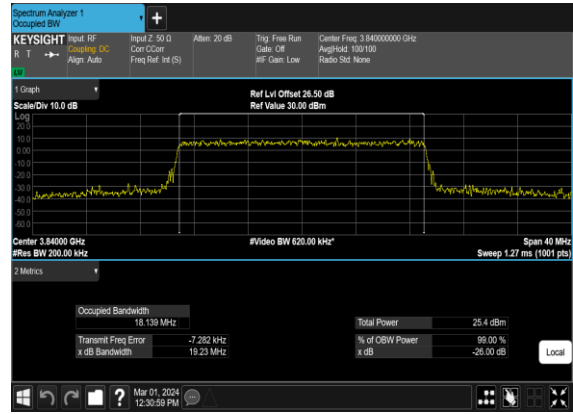 Spectrum Analyzer 1
Occupied BW
KEYSIGHT Input: RF Input Z: 50 Ω Atten: 20 dB Trig: Free Run Center Freq: 3.840000000 GHz
R T Coupling: DC Corr CCorr Gate: Off Avg|Hold: 100/100
Align: Auto Freq Ref: Int (S) #IF Gain: Low Radio Std: None
1 Graph Ref Lvl Offset 26.50 dB
Scale/Div 10.0 dB Ref Value 30.00 dBm
Log
20.0
10.0
0.00
-10.0
-20.0
-30.0
-40.0
-50.0
-60.0
Center 3.84000 GHz #Video BW 620.00 kHz* Span 40 MHz
#Res BW 200.00 kHz Sweep 1.27 ms (1001 pts)
2 Metrics
Occupied Bandwidth
18.139 MHz Total Power 25.4 dBm
Transmit Freq Error -7.282 kHz % of OBW Power 99.00 %
x dB Bandwidth 19.23 MHz x dB -26.00 dB
Local
Mar 01, 2024
12:30:59 PM